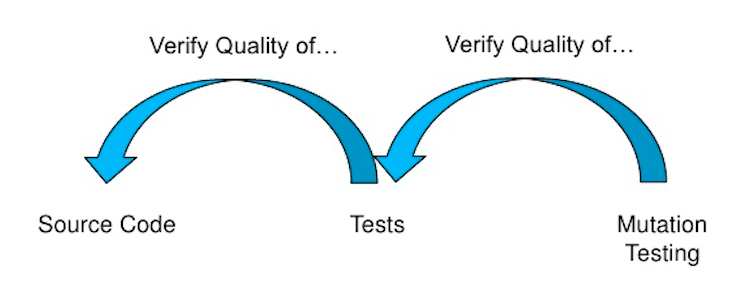 Verify Quality of…
Verify Quality of…
Source Code
Tests
Mutation
Testing